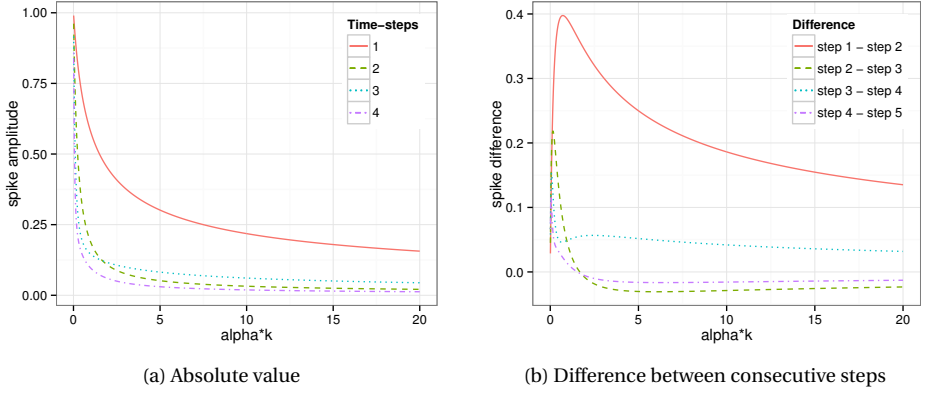 1.00
0.75
0.50
0.25
0.00
spike amplitude
0
5
10
15
20
alpha*k
Time−steps
1
2
3
4
(a) Absolute value
0.4
0.3
0.2
0.1
0.0
spike difference
0
5
10
15
20
alpha*k
Difference
step 1 − step 2
step 2 − step 3
step 3 − step 4
step 4 − step 5
(b) Difference between consecutive steps